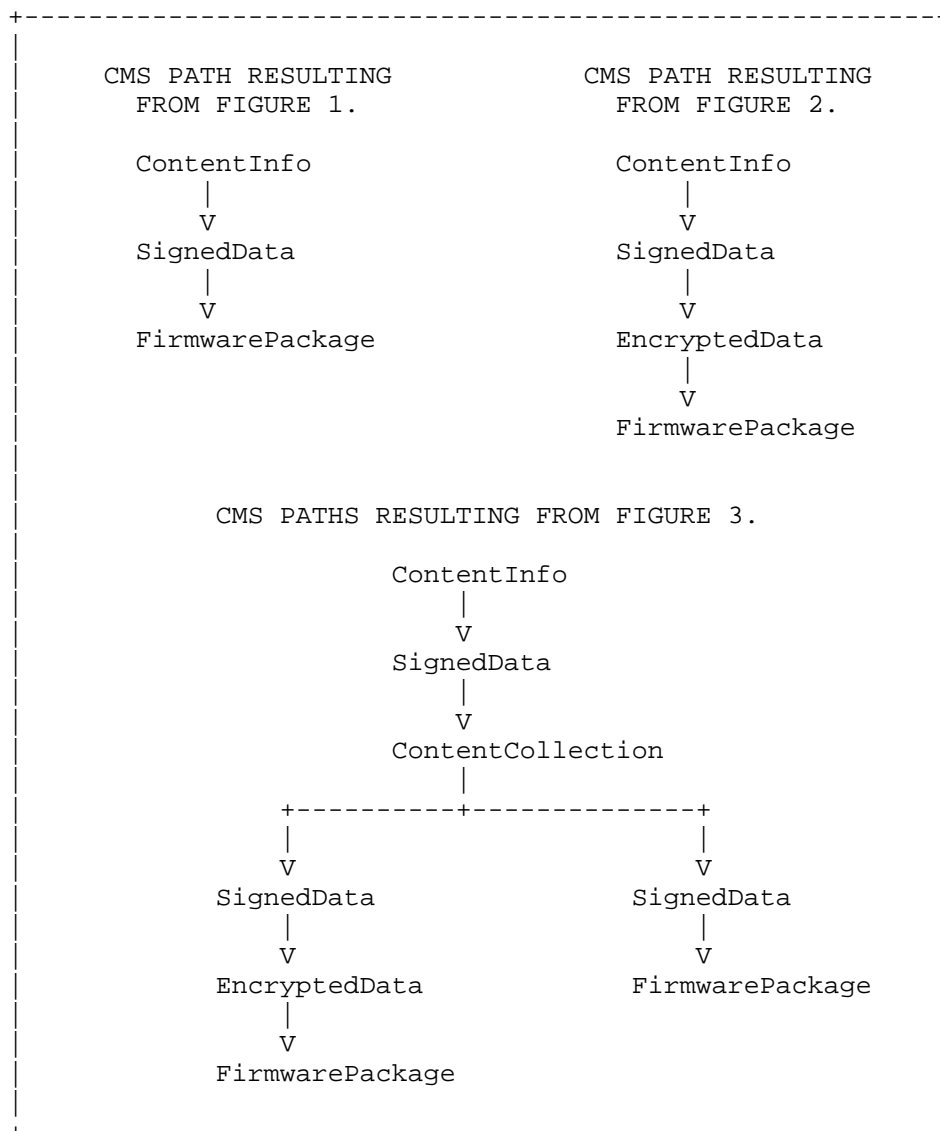 CMS PATH RESULTING CMS PATH RESULTING
FROM FIGURE 1. FROM FIGURE 2.
ContentInfo ContentInfo
| |
V V
SignedData SignedData
| |
V V
FirmwarePackage EncryptedData
|
V
FirmwarePackage
CMS PATHS RESULTING FROM FIGURE 3.
ContentInfo
|
V
SignedData
|
V
ContentCollection
|
+----------+--------------+
| |
V V
SignedData SignedData
| |
V V
EncryptedData FirmwarePackage
|
V
FirmwarePackage